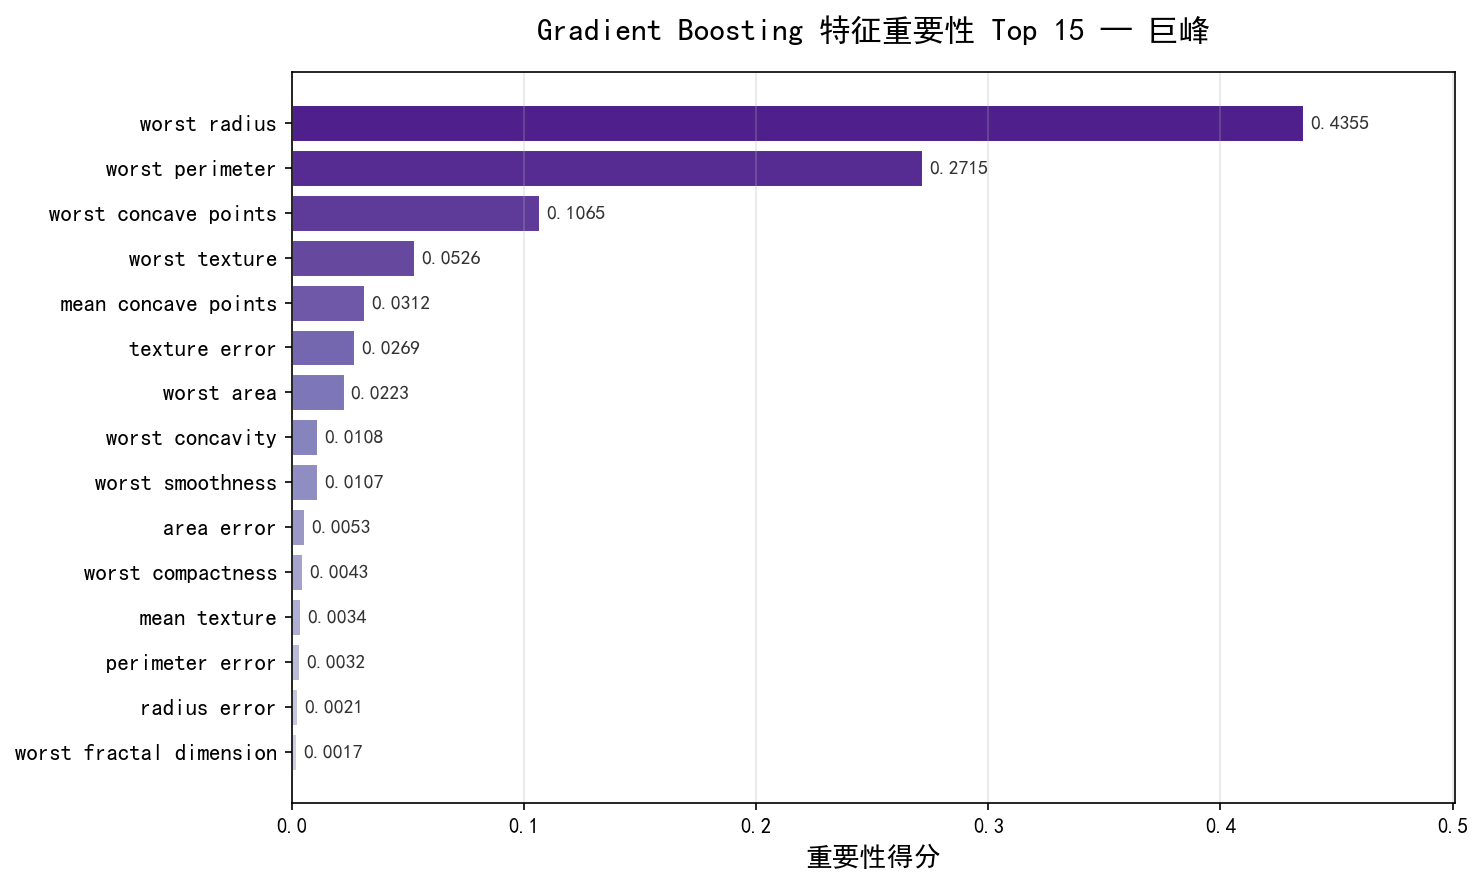 Gradient Boosting 特征重要性 Top 15 — 巨峰
worst radius 0.4355
worst perimeter 0.2715
worst concave points 0.1065
worst texture 0.0526
mean concave points 0.0312
texture error 0.0269
worst area 0.0223
worst concavity 0.0108
worst smoothness 0.0107
area error 0.0053
worst compactness 0.0043
mean texture 0.0034
perimeter error 0.0032
radius error 0.0021
worst fractal dimension 0.0017
0.0 0.1 0.2 0.3 0.4 0.5
重要性得分